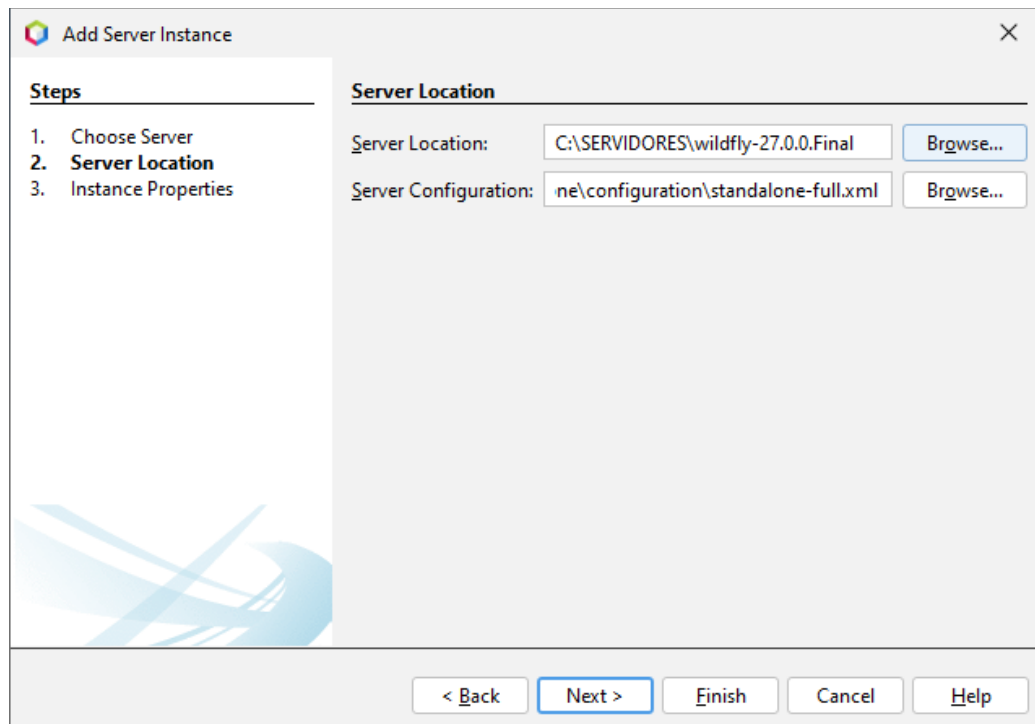 Add Server Instance
Steps
1. Choose Server
2. Server Location
3. Instance Properties
Server Location
Server Location: C:\SERVIDORES\wildfly-27.0.0.Final Browse...
Server Configuration: ne\configuration\standalone-full.xml Browse...
< Back Next > Finish Cancel Help